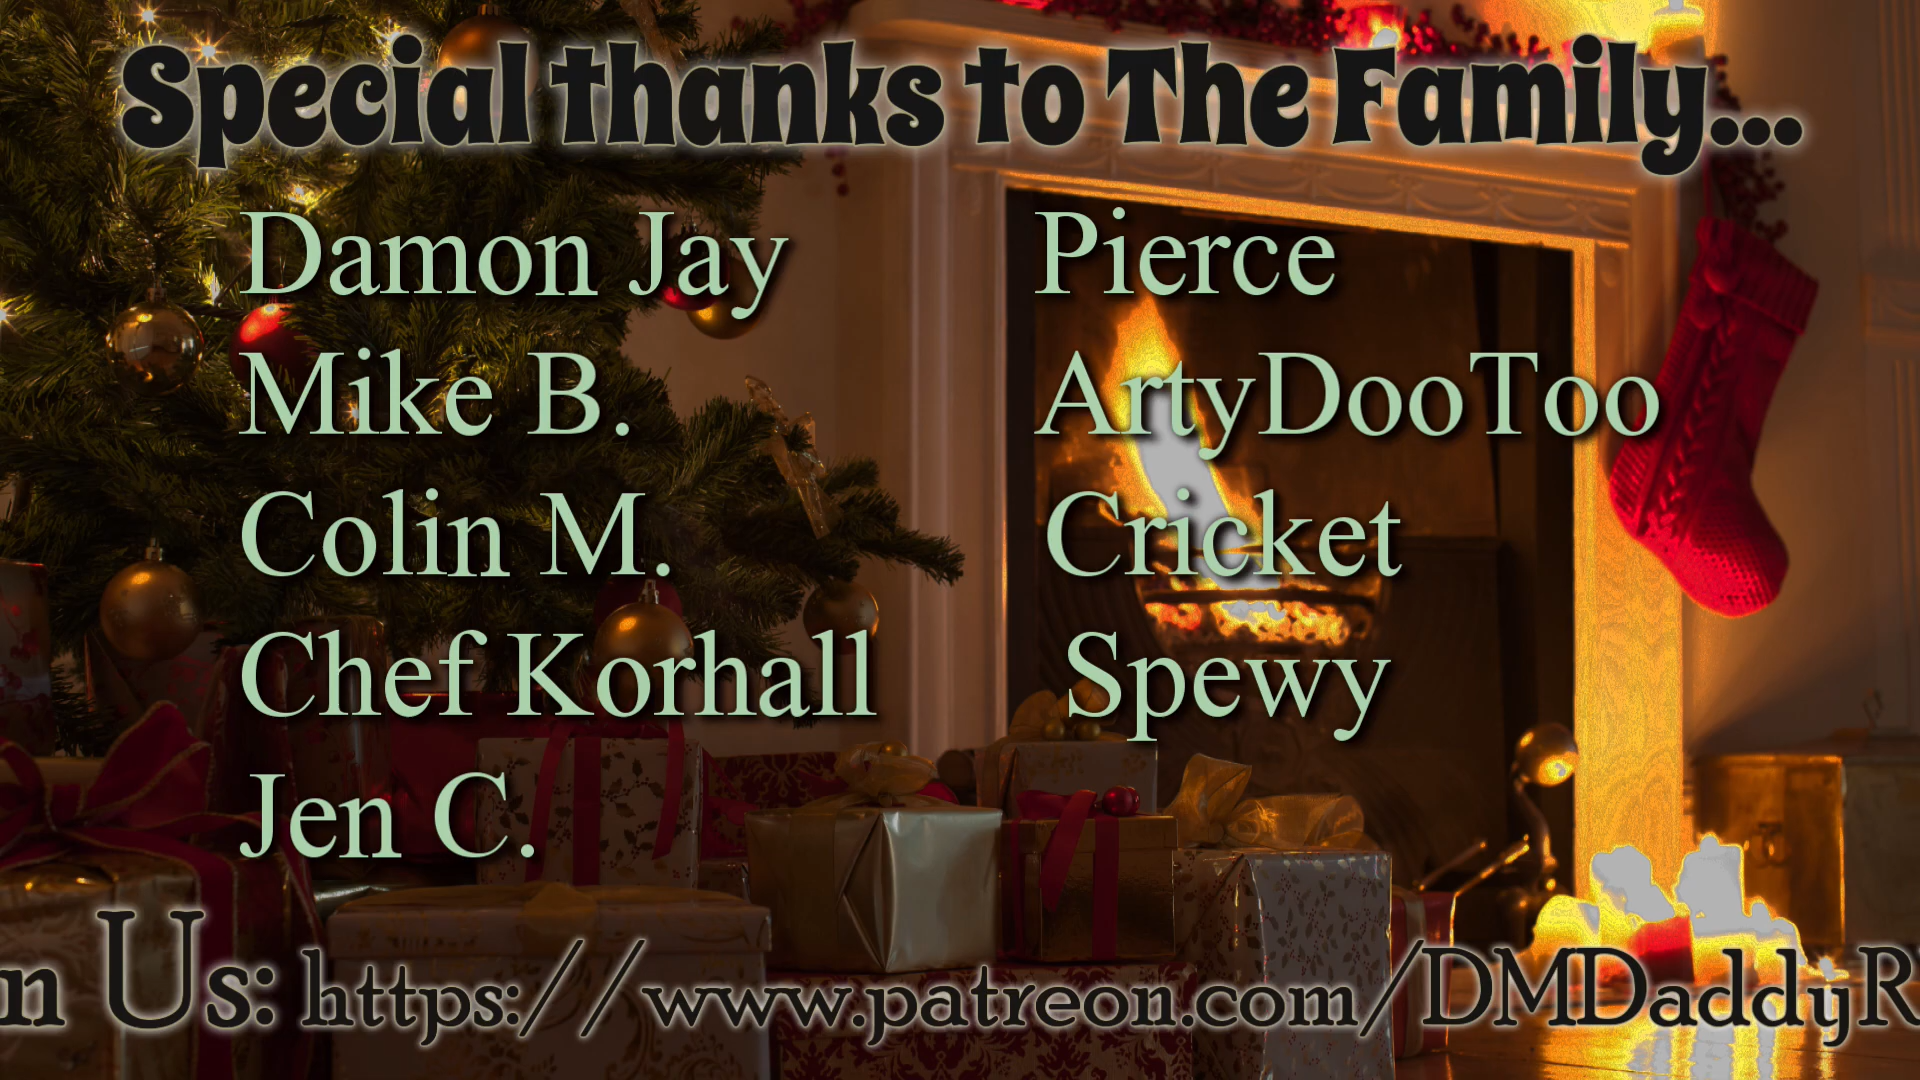 Special thanks to The Family...
Damon Jay
Mike B.
Colin M.
Chef Korhall
Jen C.
Pierce
ArtyDooToo
Cricket
Spewy
n Us: https://www.patreon.com/DMDaddyR